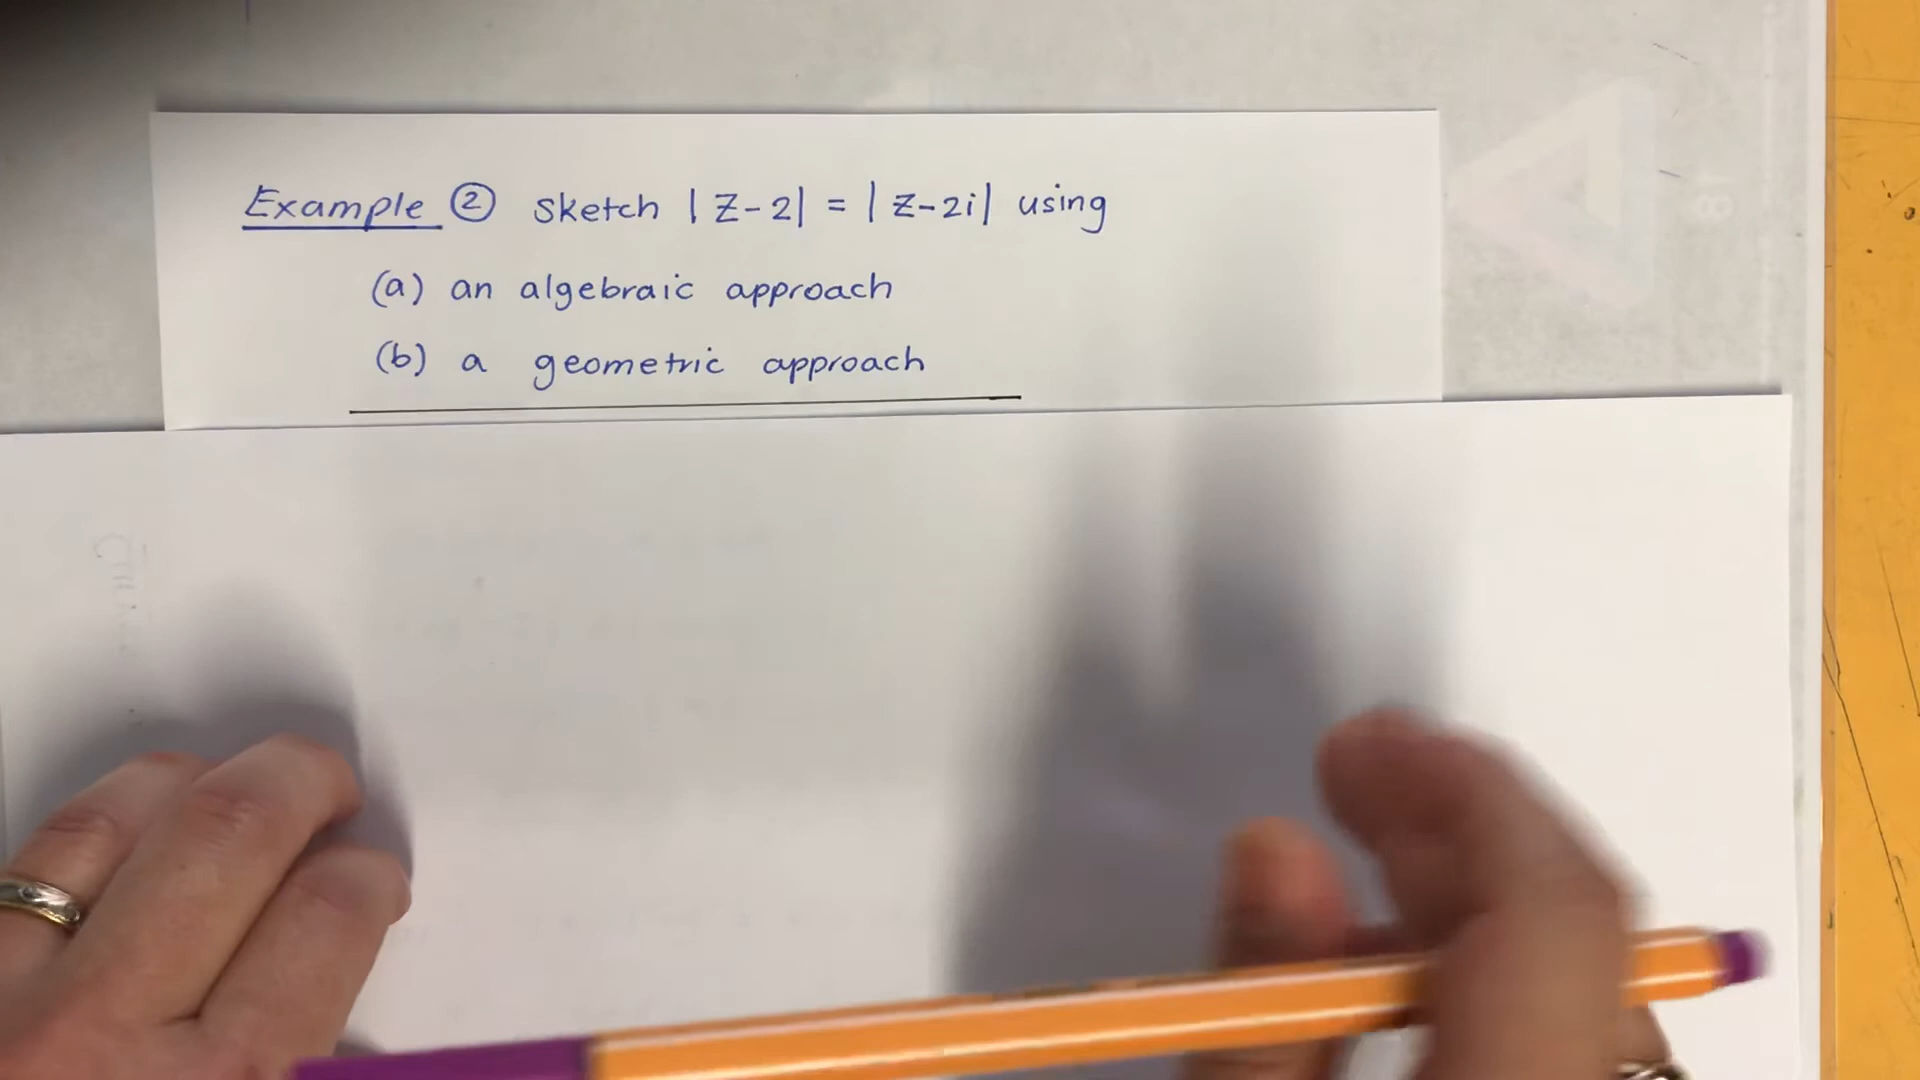 Example ② Sketch |Z-2| = |Z-2i| using
(a) an algebraic approach
(b) a geometric approach